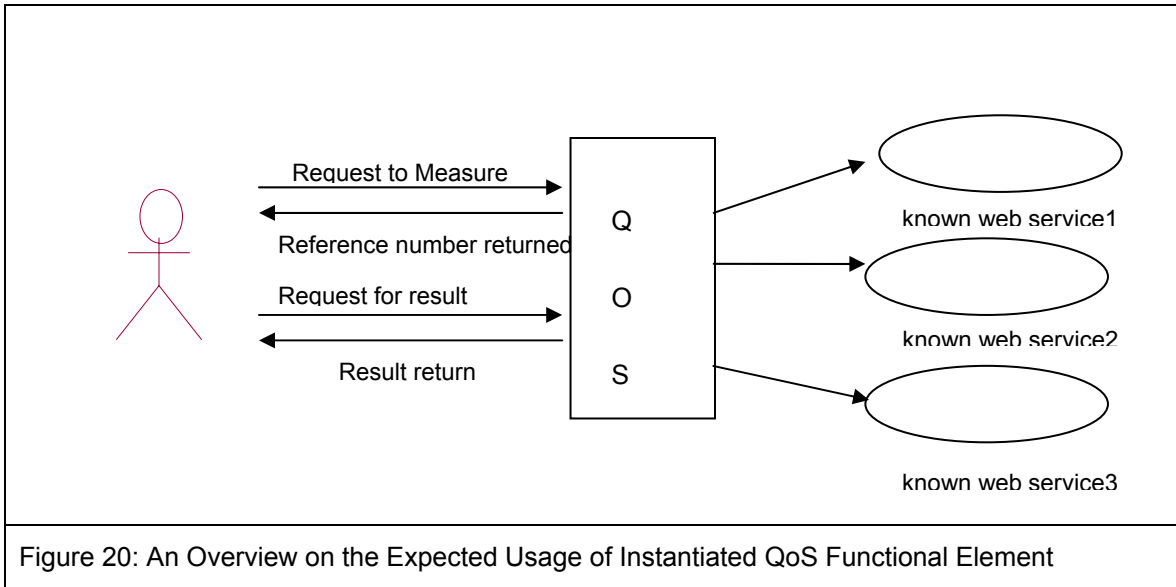 Request to Measure
Reference number returned
Request for result
Result return
Q
O
S
known web service1
known web service2
known web service3
Figure 20: An Overview on the Expected Usage of Instantiated QoS Functional Element